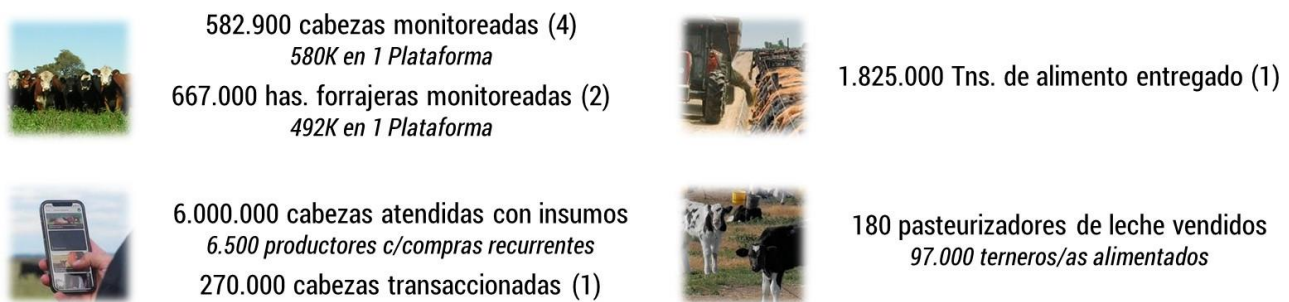 582.900 cabezas monitoreadas (4)
580K en 1 Plataforma
667.000 has. forrajeras monitoreadas (2)
492K en 1 Plataforma
1.825.000 Tns. de alimento entregado (1)
6.000.000 cabezas atendidas con insumos
6.500 productores c/compras recurrentes
270.000 cabezas transaccionadas (1)
180 pasteurizadores de leche vendidos
97.000 terneros/as alimentados